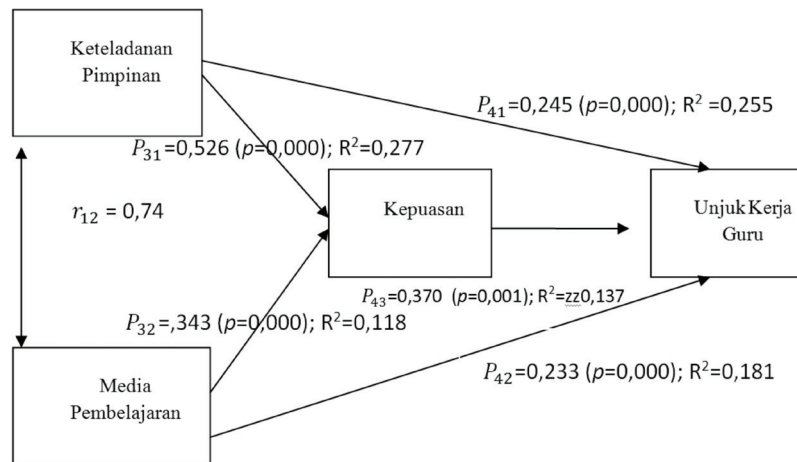 Keteladanan
Pimpinan
P₄₁=0,245 (p=0,000); R² =0,255
P₃₁=0,526 (p=0,000); R²=0,277
r₁₂ = 0,74
Kepuasan
Unjuk Kerja
Guru
P₄₃=0,370 (p=0,001); R²=zz0,137
P₃₂=,343 (p=0,000); R²=0,118
P₄₂=0,233 (p=0,000); R²=0,181
Media
Pembelajaran